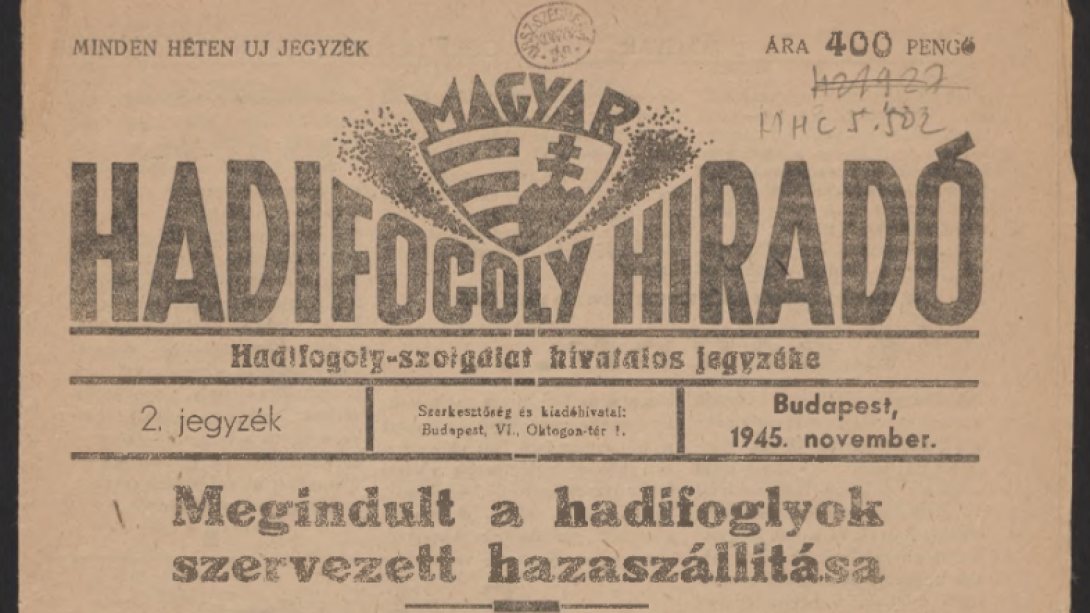 MINDEN HÉTEN UJ JEGYZÉK
ÁRA 400 PENGŐ
MHC 5.502
MAGYAR
HADIFOGOLY HIRADÓ
Hadifogoly-szolgálat hivatalos jegyzéke
2. jegyzék
Szerkesztőség és kiadóhivatal:
Budapest, VI., Oktogon-tér 1.
Budapest,
1945. november.
Megindult a hadifoglyok
szervezett hazaszállitása